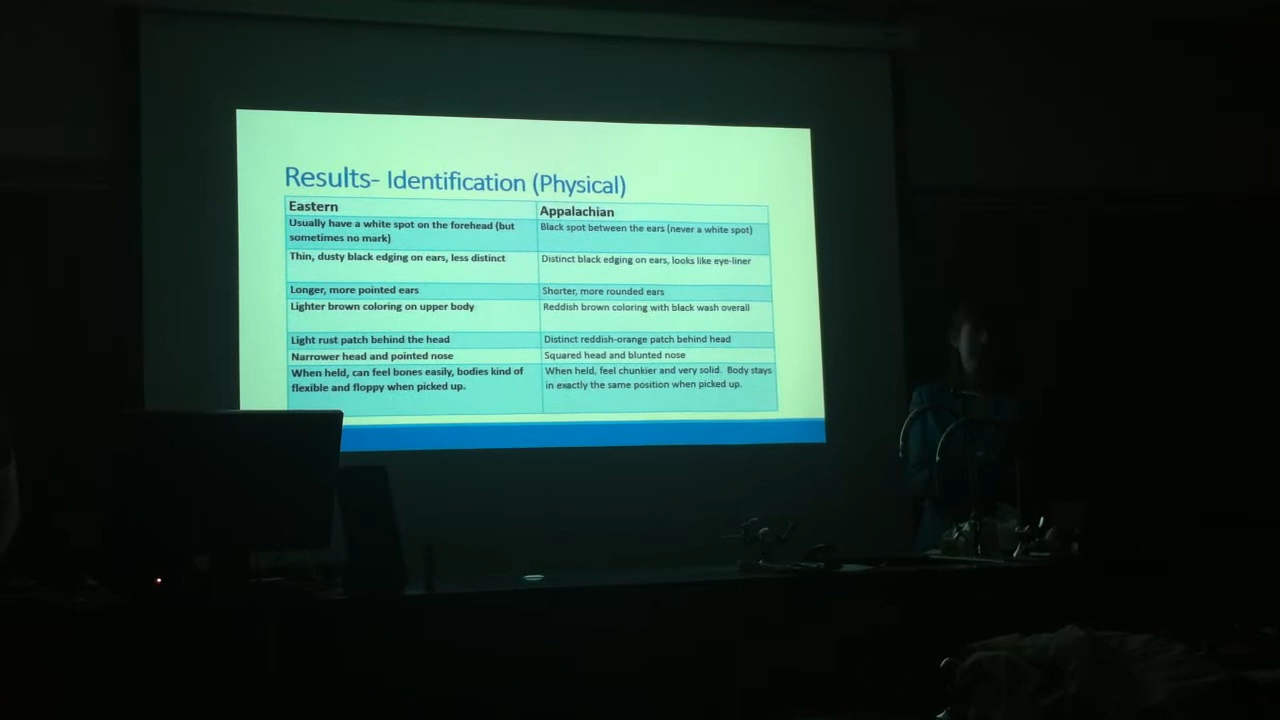 Results- Identification (Physical)
Eastern
Appalachian
Usually have a white spot on the forehead (but
sometimes no mark)
Black spot between the ears (never a white spot)
Thin, dusty black edging on ears, less distinct
Distinct black edging on ears, looks like eye-liner
Longer, more pointed ears
Shorter, more rounded ears
Lighter brown coloring on upper body
Reddish brown coloring with black wash overall
Light rust patch behind the head
Distinct reddish-orange patch behind head
Narrower head and pointed nose
Squared head and blunted nose
When held, can feel bones easily, bodies kind of
flexible and floppy when picked up.
When held, feel chunkier and very solid. Body stays
in exactly the same position when picked up.